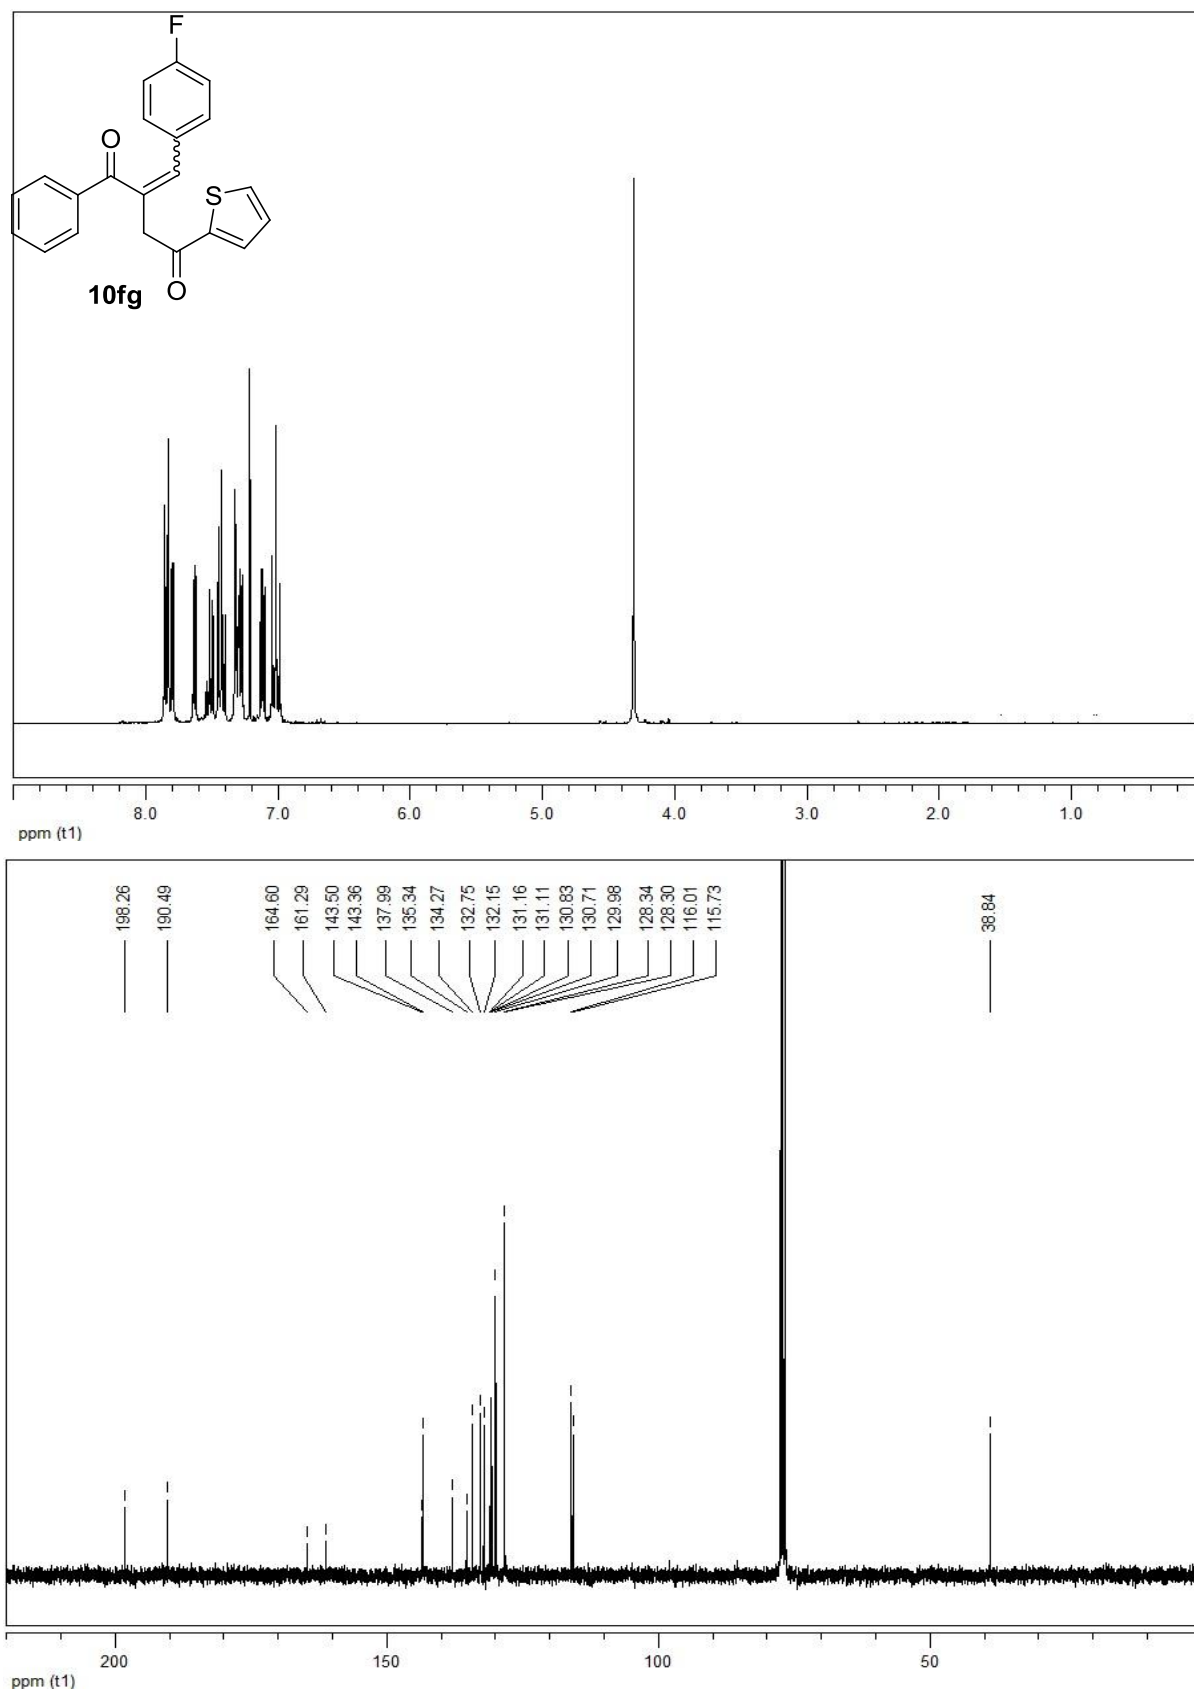 F
O
S
O
10fg
8.0 7.0 6.0 5.0 4.0 3.0 2.0 1.0
ppm (t1)
198.26 190.49 164.60 161.29 143.50 143.36 137.99 135.34 134.27 132.75 132.15 131.16 131.11 130.83 130.71 129.98 128.34 128.30 116.01 115.73 38.84
200 150 100 50
ppm (t1)